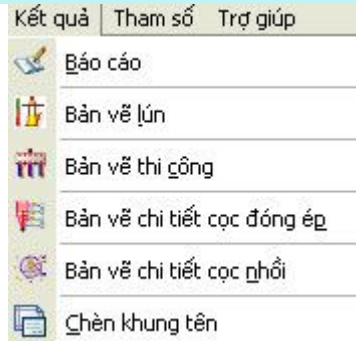 Kết quả Tham số Trợ giúp
Báo cáo
Bản vẽ lún
Bản vẽ thi công
Bản vẽ chi tiết cọc đóng ép
Bản vẽ chi tiết cọc nhồi
Chèn khung tên